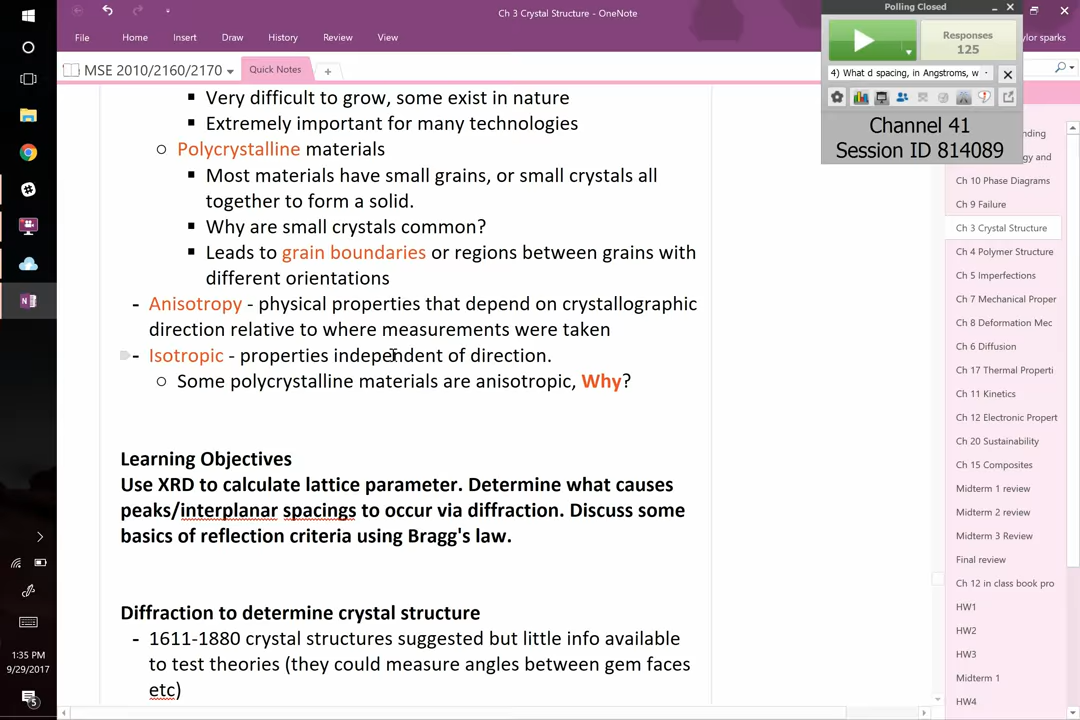 Ch 3 Crystal Structure - OneNote
File
Home
Insert
Draw
History
Review
View
MSE 2010/2160/2170
Quick Notes
Very difficult to grow, some exist in nature
Extremely important for many technologies
Polycrystalline materials
Most materials have small grains, or small crystals all
together to form a solid.
Why are small crystals common?
Leads to grain boundaries or regions between grains with
different orientations
- Anisotropy - physical properties that depend on crystallographic
direction relative to where measurements were taken
- Isotropic - properties independent of direction.
Some polycrystalline materials are anisotropic, Why?
Learning Objectives
Use XRD to calculate lattice parameter. Determine what causes
peaks/interplanar spacings to occur via diffraction. Discuss some
basics of reflection criteria using Bragg's law.
Diffraction to determine crystal structure
- 1611-1880 crystal structures suggested but little info available
to test theories (they could measure angles between gem faces
etc)
Polling Closed
Responses
125
4) What d spacing, in Angstroms, w
Channel 41
Session ID 814089
ylor sparks
nding
gy and
Ch 10 Phase Diagrams
Ch 9 Failure
Ch 3 Crystal Structure
Ch 4 Polymer Structure
Ch 5 Imperfections
Ch 7 Mechanical Proper
Ch 8 Deformation Mec
Ch 6 Diffusion
Ch 17 Thermal Properti
Ch 11 Kinetics
Ch 12 Electronic Propert
Ch 20 Sustainability
Ch 15 Composites
Midterm 1 review
Midterm 2 review
Midterm 3 Review
Final review
Ch 12 in class book pro
HW1
HW2
HW3
Midterm 1
HW4
1:35 PM
9/29/2017
5